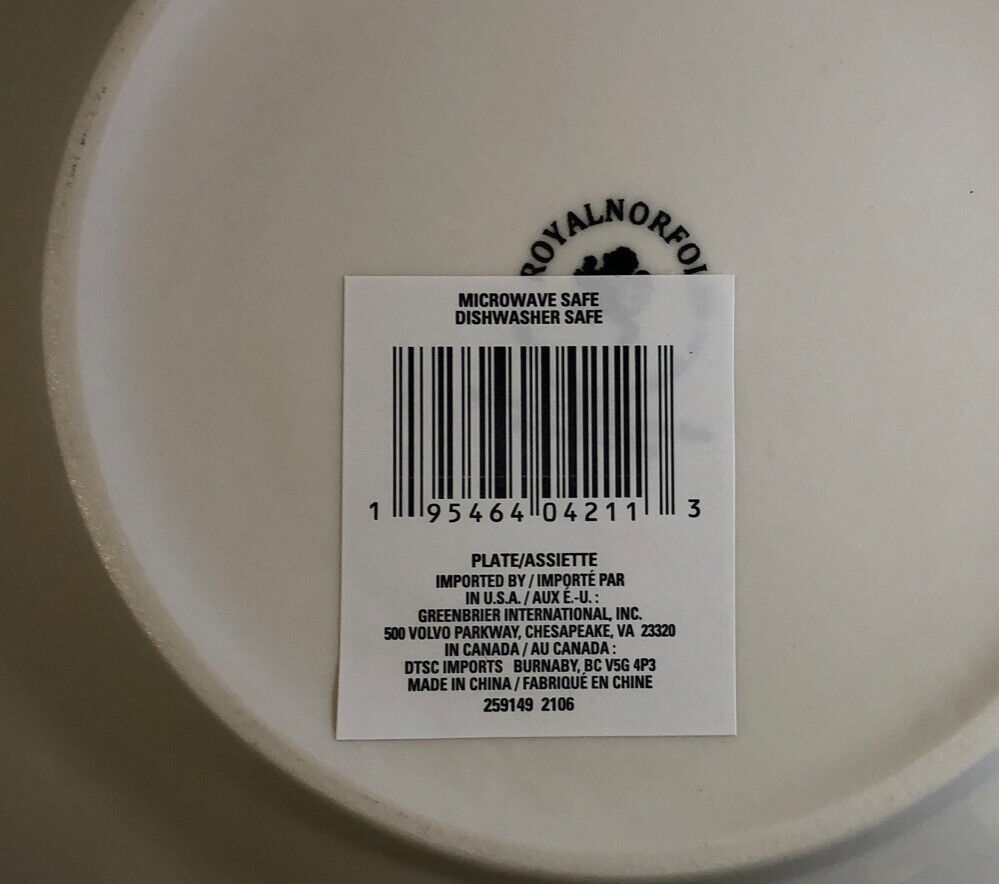 ROYALNORFOL
MICROWAVE SAFE
DISHWASHER SAFE
1 95464 04211 3
PLATE/ASSIETTE
IMPORTED BY / IMPORTÉ PAR
IN U.S.A. / AUX É.-U. :
GREENBRIER INTERNATIONAL, INC.
500 VOLVO PARKWAY, CHESAPEAKE, VA 23320
IN CANADA / AU CANADA :
DTSC IMPORTS BURNABY, BC V5G 4P3
MADE IN CHINA / FABRIQUÉ EN CHINE
259149 2106